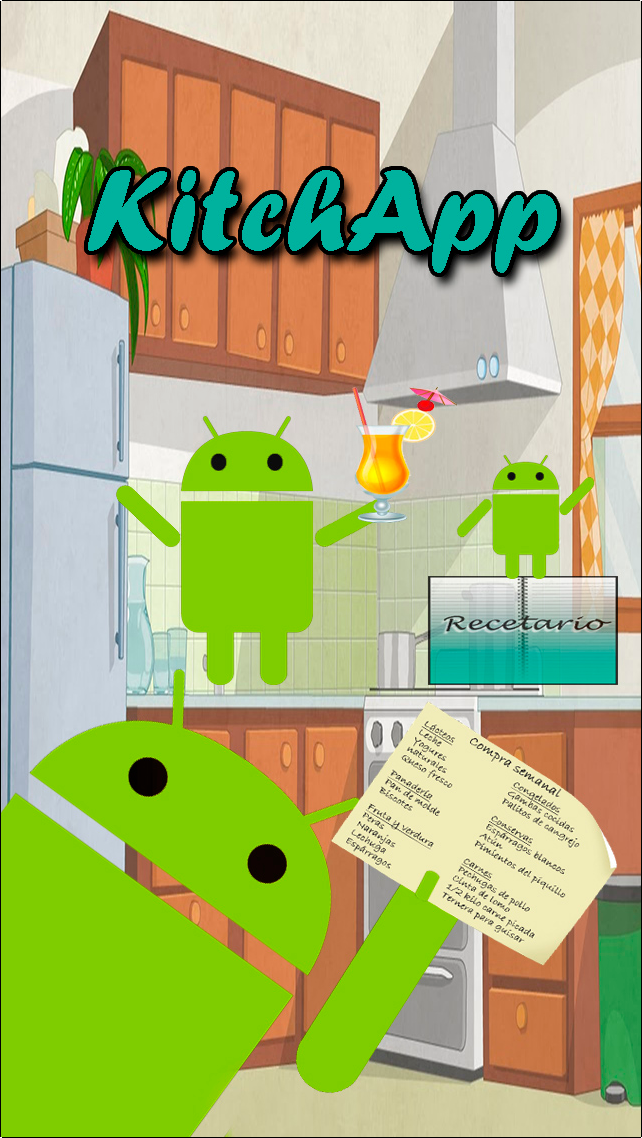 KitchApp
Recetario
Compra semanal
Lácteos
Leche
Yogures
naturales
Queso fresco
Panadería
Pan de molde
Biscotes
Fruta y verdura
Peras
Naranjas
Lechuga
Espárragos
Congelados
Gambas cocidas
Palitos de cangrejo
Conservas
Espárragos blancos
Atún
Pimientos del piquillo
Carnes
Pechugas de pollo
Cinta de lomo
1/2 kilo carne picada
Ternera para guisar